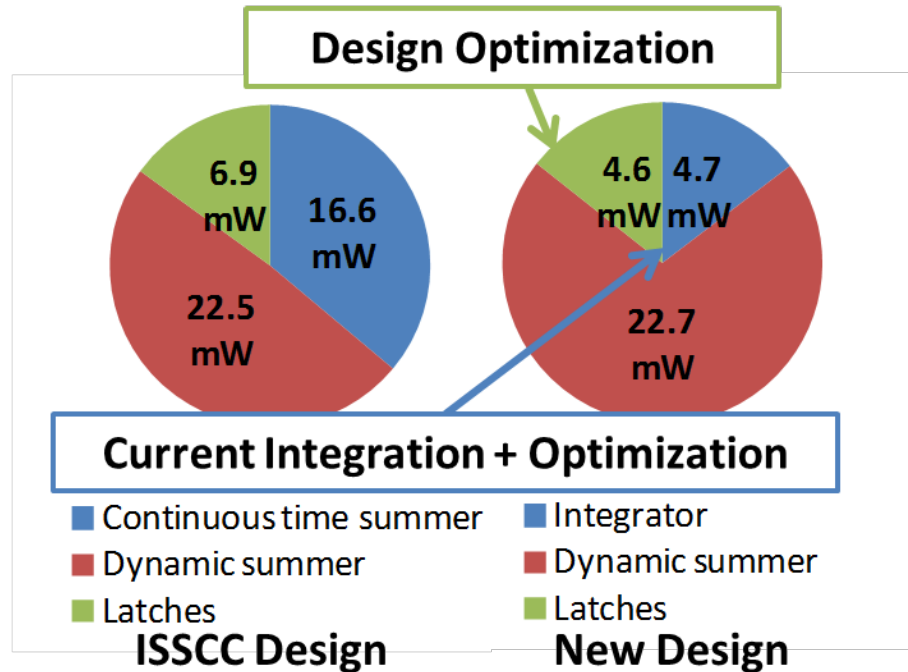 Design Optimization
6.9
mW
16.6
mW
22.5
mW
4.6
mW
4.7
mW
22.7
mW
Current Integration + Optimization
Continuous time summer
Dynamic summer
Latches
ISSCC Design
Integrator
Dynamic summer
Latches
New Design